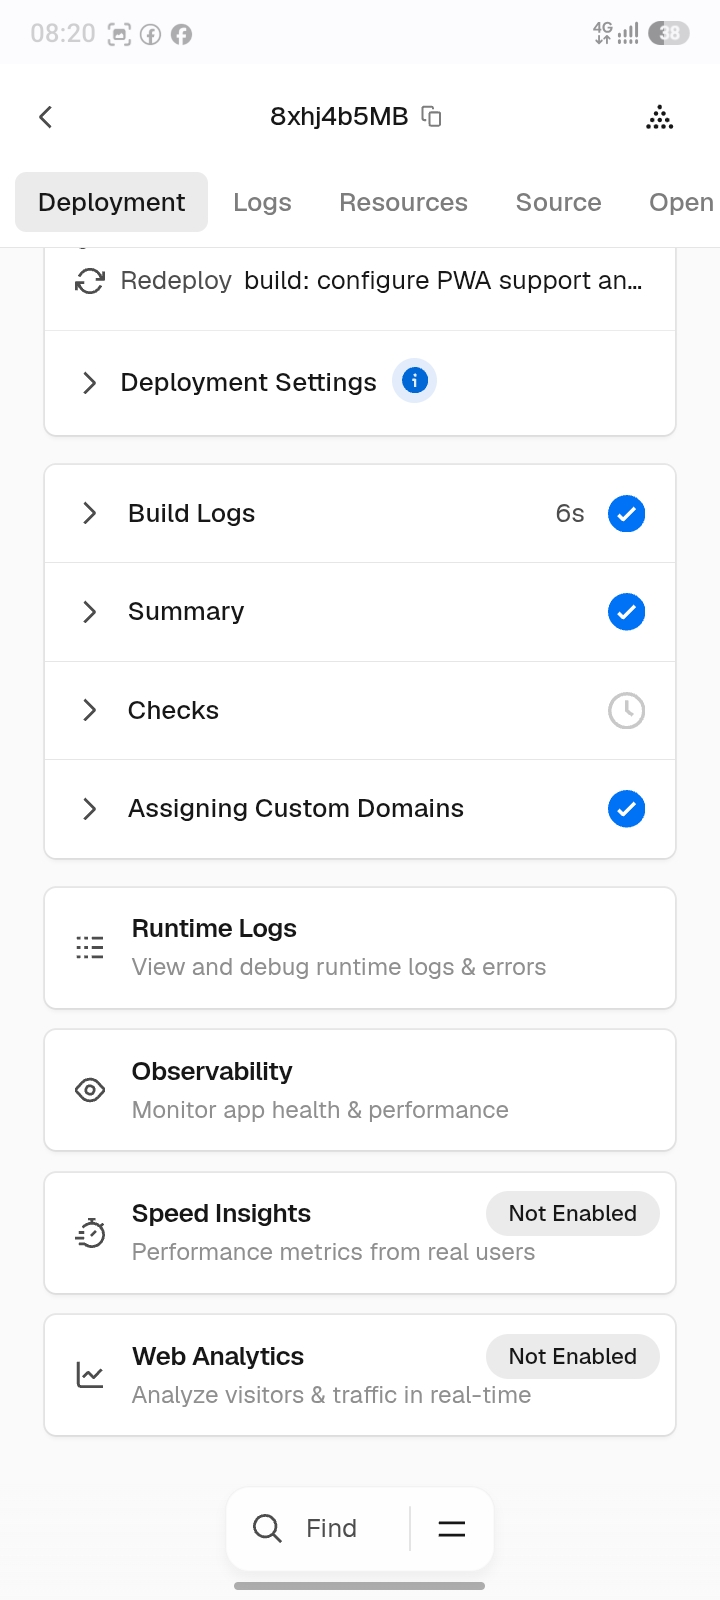 08:20
4G
38
8xhj4b5MB
Deployment Logs Resources Source Open
Redeploy build: configure PWA support an...
Deployment Settings
Build Logs 6s
Summary
Checks
Assigning Custom Domains
Runtime Logs
View and debug runtime logs & errors
Observability
Monitor app health & performance
Speed Insights Not Enabled
Performance metrics from real users
Web Analytics Not Enabled
Analyze visitors & traffic in real-time
Find